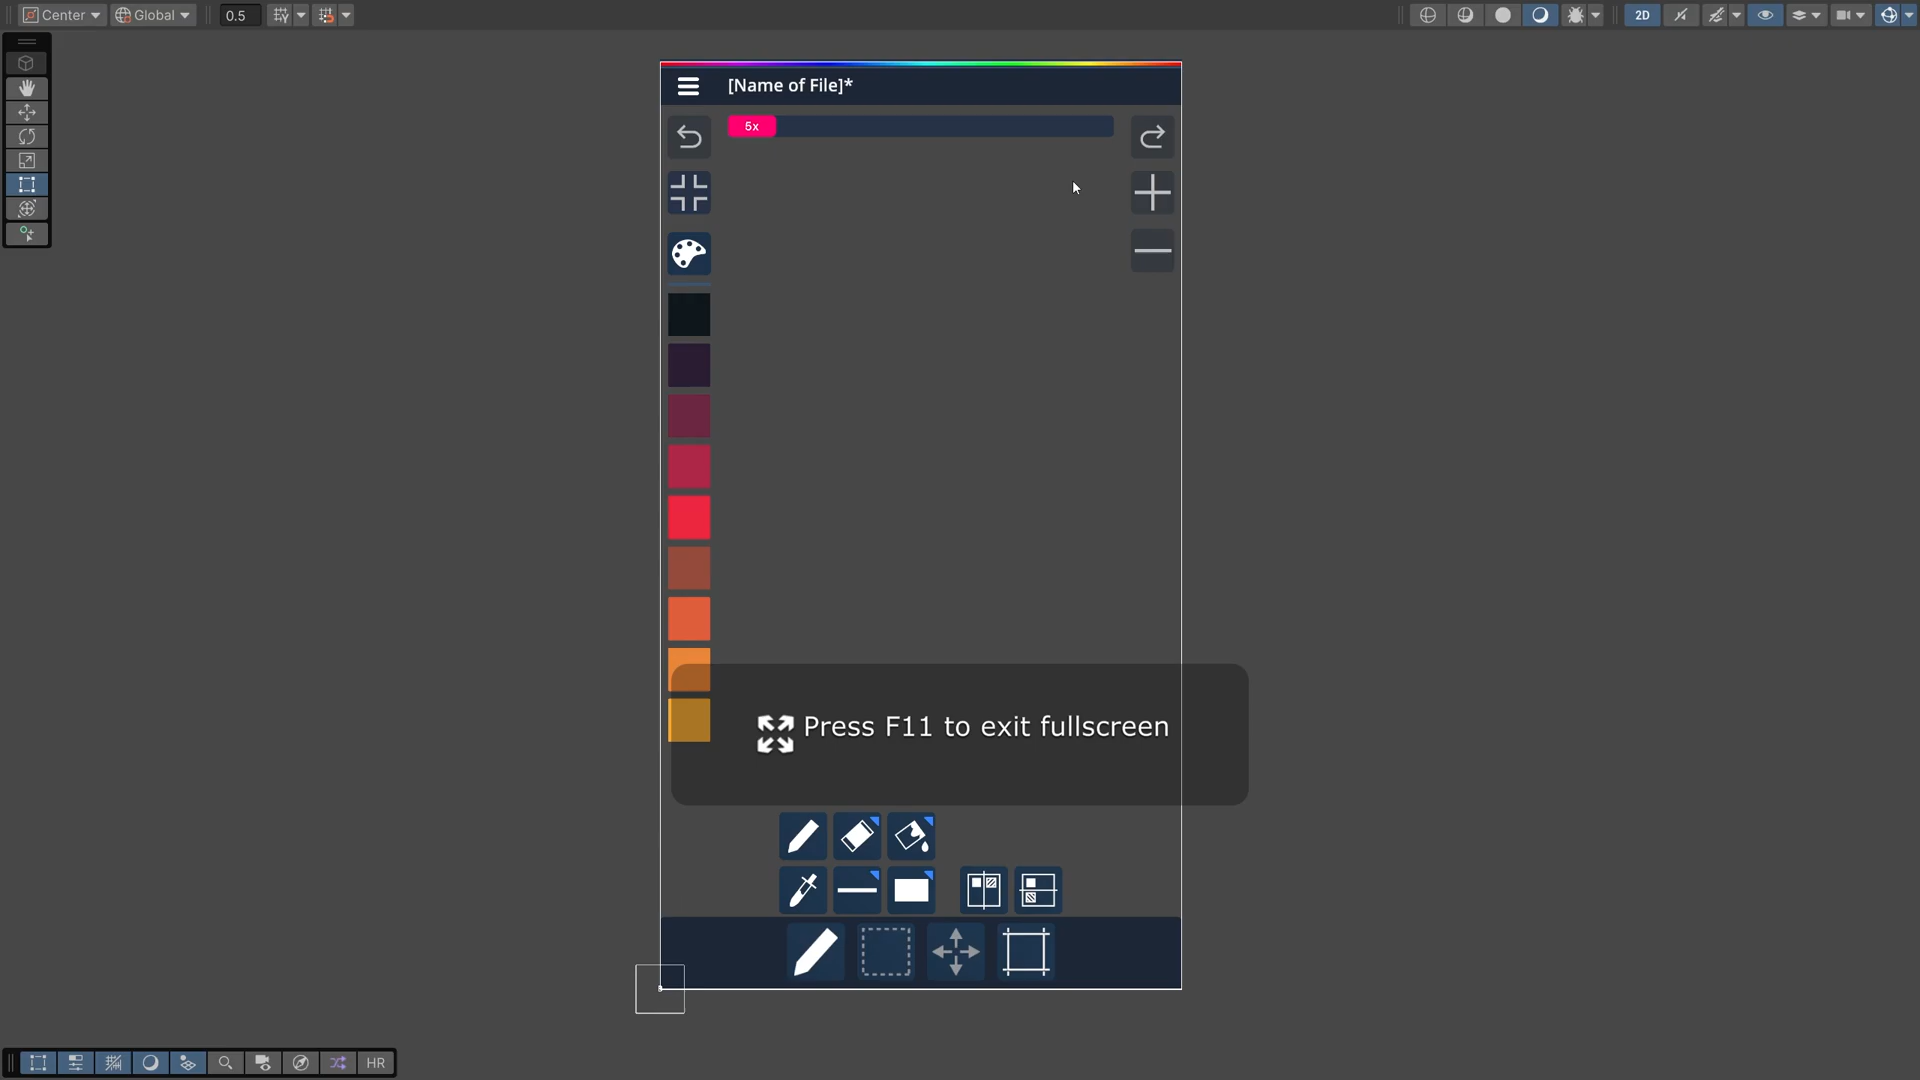 Center
Global
0.5
2D
[Name of File]*
5x
Press F11 to exit fullscreen
HR